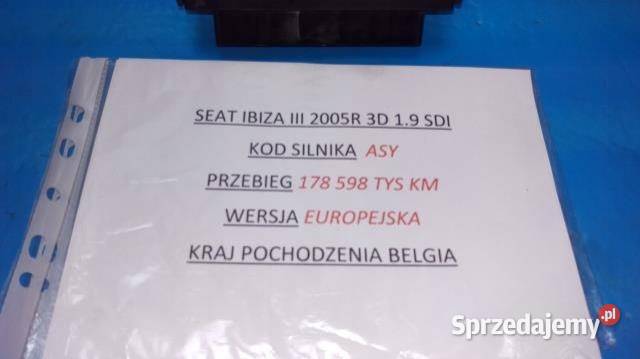 SEAT IBIZA III 2005R 3D 1.9 SDI
KOD SILNIKA ASY
PRZEBIEG 178 598 TYS KM
WERSJA EUROPEJSKA
KRAJ POCHODZENIA BELGIA
Sprzedajemy.pl